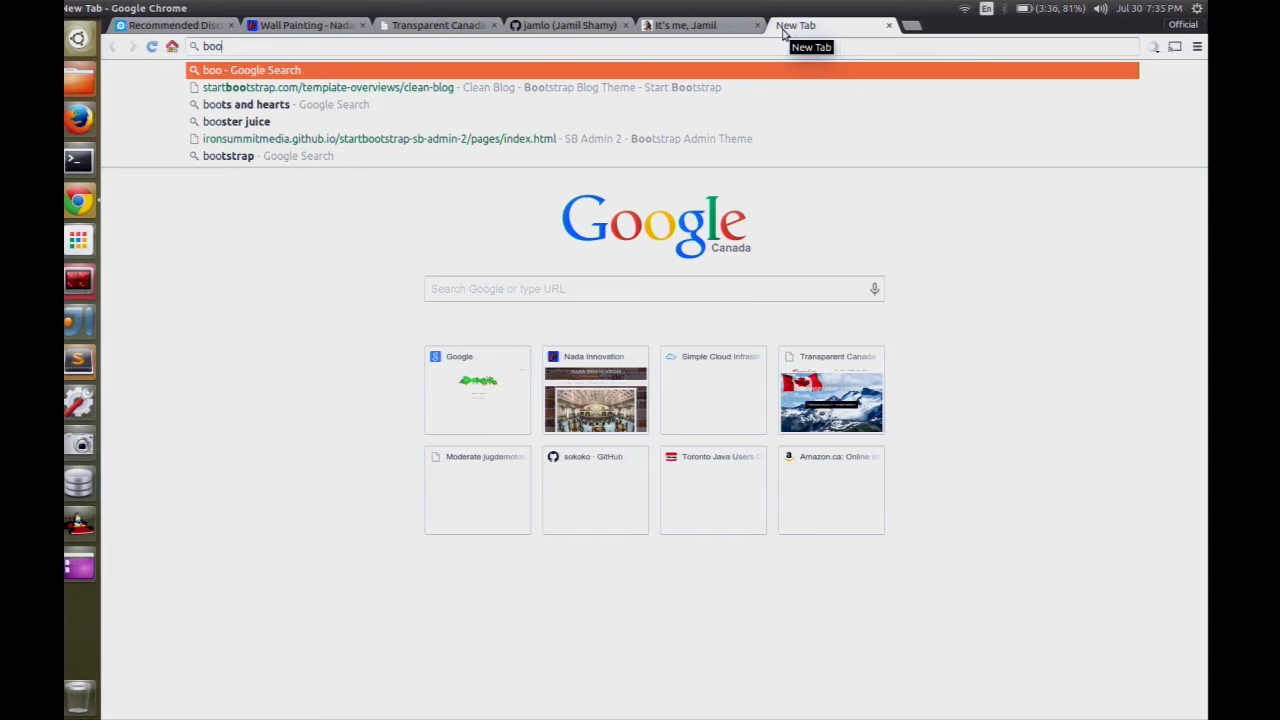 New Tab - Google Chrome
En
(3:36, 81%)
Jul 30 7:35 PM
Recommended Disc
Wall Painting - Nada
Transparent Canada
jamlo (Jamil Shamy)
It's me, Jamil
New Tab
Official
boo
New Tab
boo - Google Search
startbootstrap.com/template-overviews/clean-blog - Clean Blog - Bootstrap Blog Theme - Start Bootstrap
boots and hearts - Google Search
booster juice
ironsummitmedia.github.io/startbootstrap-sb-admin-2/pages/index.html - SB Admin 2 - Bootstrap Admin Theme
bootstrap - Google Search
Google
Canada
Search Google or type URL
Google
Nada Innovation
Simple Cloud Infrastr
Transparent Canada
NADA INNOVATION
Moderate jugdemoto
sokoko · GitHub
Toronto Java Users G
Amazon.ca: Online s